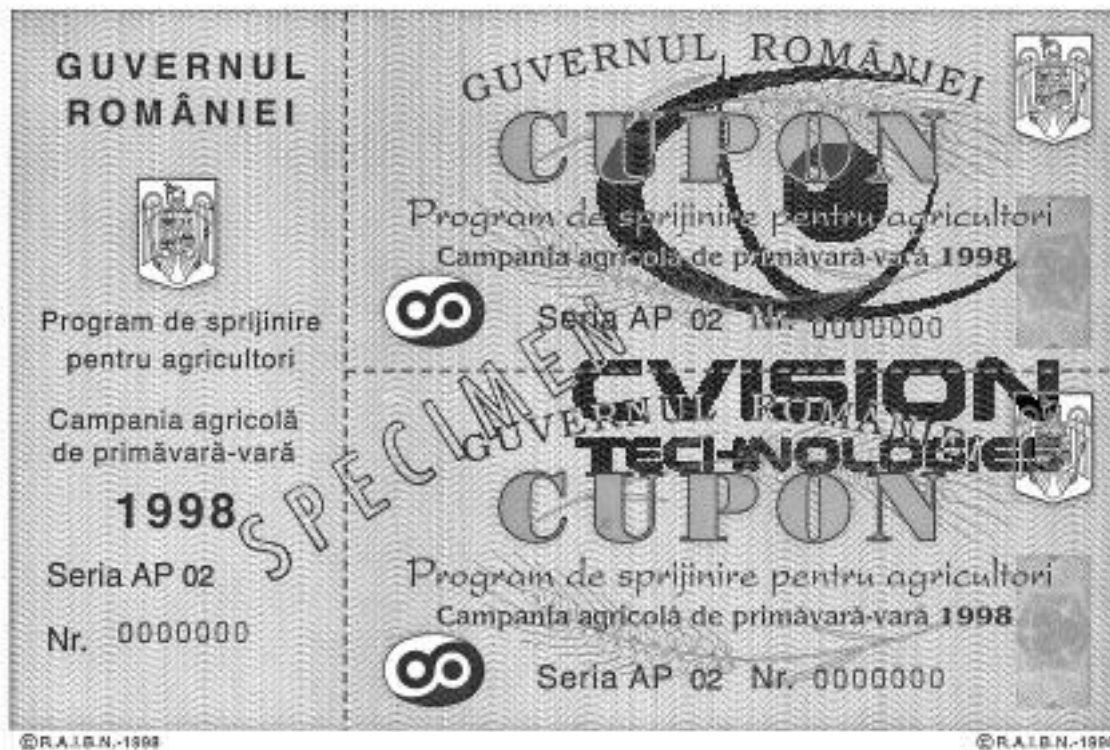 GUVERNUL
ROMÂNIEI
Program de sprijinire
pentru agricultori
Campania agricolă
de primăvară-vară
1998
Seria AP 02
Nr. 0000000
SPECIMEN
GUVERNUL ROMÂNIEI
CUPON
Program de sprijinire pentru agricultori
Campania agricolă de primăvară-vară 1998
Seria AP 02 Nr. 0000000
CVISION
TECHNOLOGIES
GUVERNUL ROMÂNIEI
CUPON
Program de sprijinire pentru agricultori
Campania agricolă de primăvară-vară 1998
Seria AP 02 Nr. 0000000
©R.A.I.B.N.-1998
©R.A.I.B.N.-1998